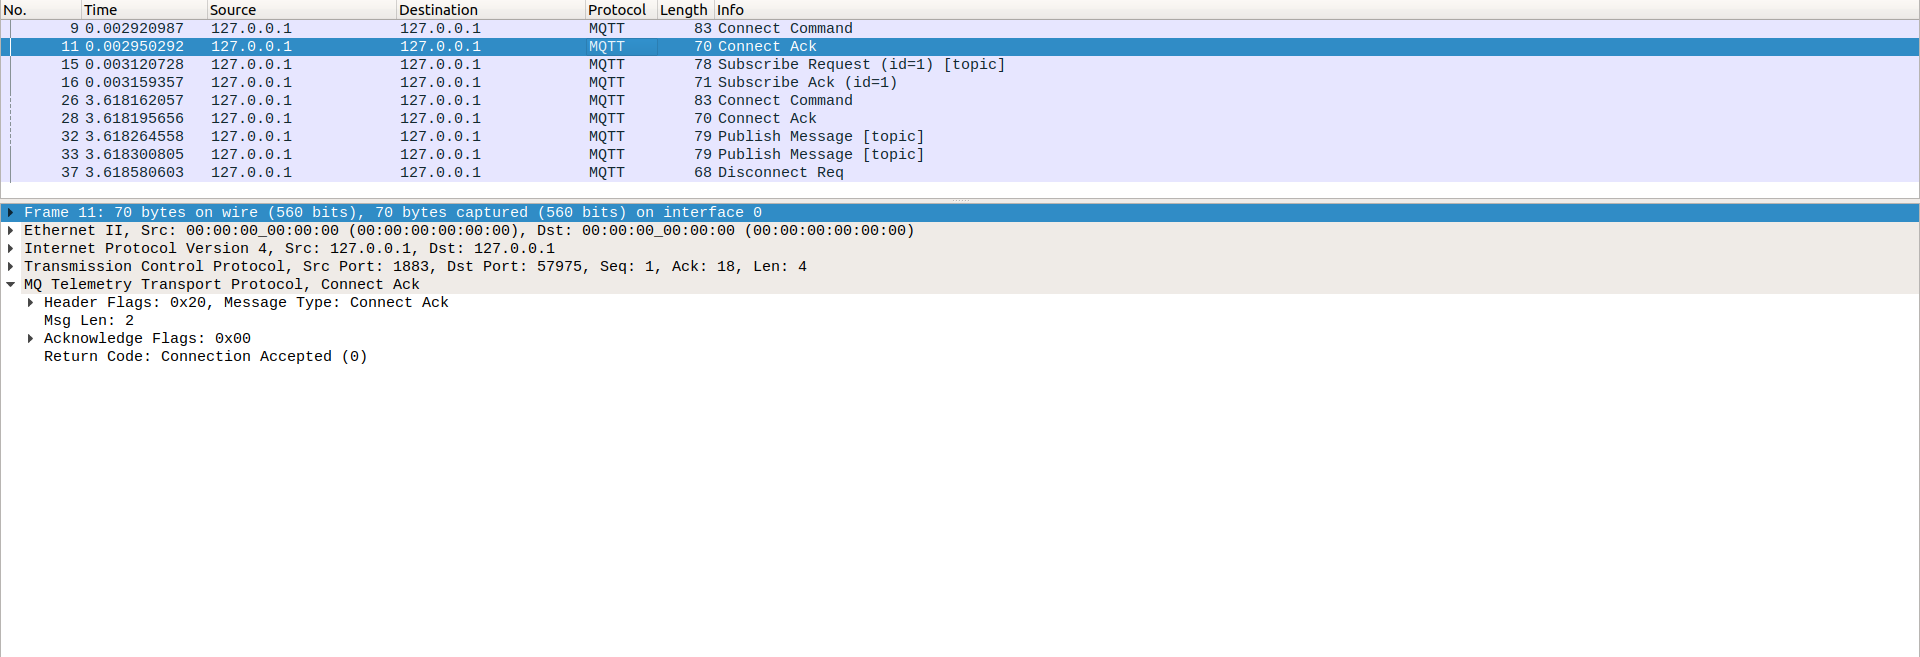 No. Time Source Destination Protocol Length Info
9 0.002920987 127.0.0.1 127.0.0.1 MQTT 83 Connect Command
11 0.002950292 127.0.0.1 127.0.0.1 MQTT 70 Connect Ack
15 0.003120728 127.0.0.1 127.0.0.1 MQTT 78 Subscribe Request (id=1) [topic]
16 0.003159357 127.0.0.1 127.0.0.1 MQTT 71 Subscribe Ack (id=1)
26 3.618162057 127.0.0.1 127.0.0.1 MQTT 83 Connect Command
28 3.618195656 127.0.0.1 127.0.0.1 MQTT 70 Connect Ack
32 3.618264558 127.0.0.1 127.0.0.1 MQTT 79 Publish Message [topic]
33 3.618300805 127.0.0.1 127.0.0.1 MQTT 79 Publish Message [topic]
37 3.618580603 127.0.0.1 127.0.0.1 MQTT 68 Disconnect Req
Frame 11: 70 bytes on wire (560 bits), 70 bytes captured (560 bits) on interface 0
Ethernet II, Src: 00:00:00_00:00:00 (00:00:00:00:00:00), Dst: 00:00:00_00:00:00 (00:00:00:00:00:00)
Internet Protocol Version 4, Src: 127.0.0.1, Dst: 127.0.0.1
Transmission Control Protocol, Src Port: 1883, Dst Port: 57975, Seq: 1, Ack: 18, Len: 4
MQ Telemetry Transport Protocol, Connect Ack
Header Flags: 0x20, Message Type: Connect Ack
Msg Len: 2
Acknowledge Flags: 0x00
Return Code: Connection Accepted (0)